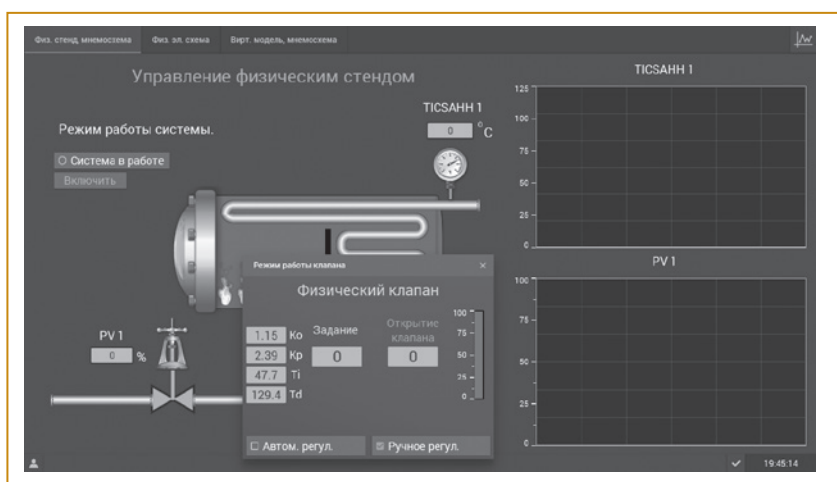 Физ. стенд, мнемосхема Физ. эл. схема Вирт. модель, мнемосхема
Управление физическим стендом
TICSAHH 1
0 °C
Режим работы системы.
Система в работе
Включить
PV 1
0 %
Режим работы клапана ×
Физический клапан
1.15 Ко
2.39 Кр
47.7 Ti
129.4 Td
Задание
0
Открытие
клапана
0
100
75
50
25
0
Автом. регул. Ручное регул.
TICSAHH 1
125
100
75
50
25
0
PV 1
100
75
50
25
0
19:45:14